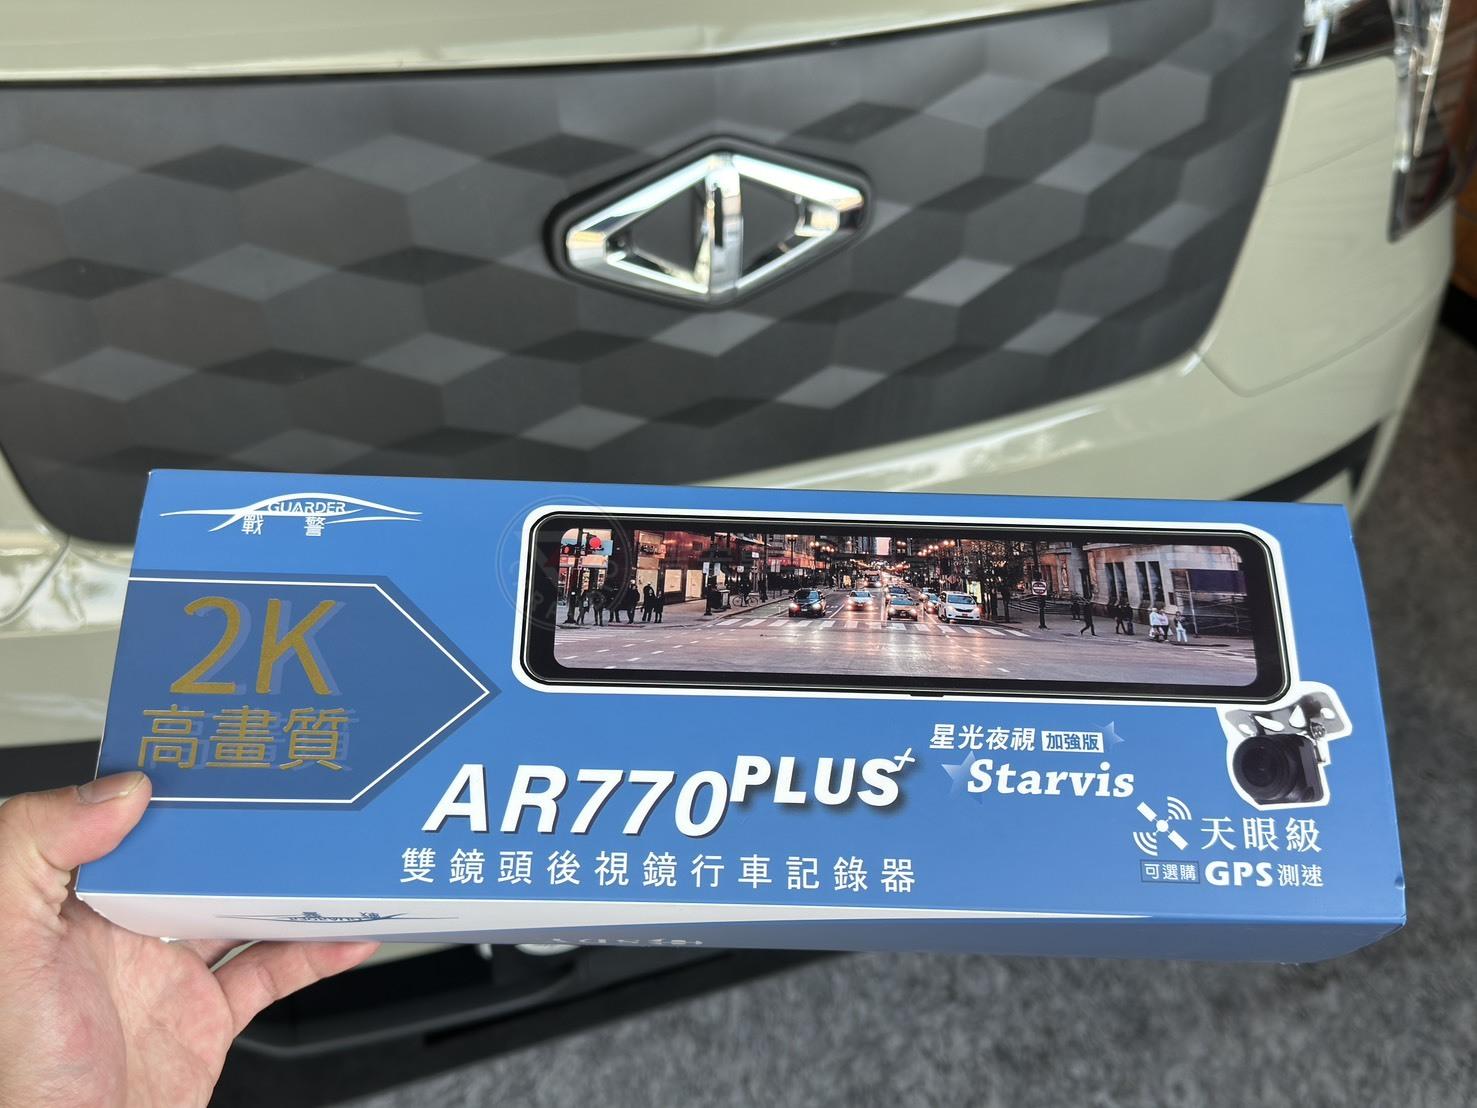 GUARDER
戰警
2K
高畫質
AR770PLUS+
雙鏡頭後視鏡行車記錄器
星光夜視 加強版
Starvis
天眼級
可選購 GPS測速